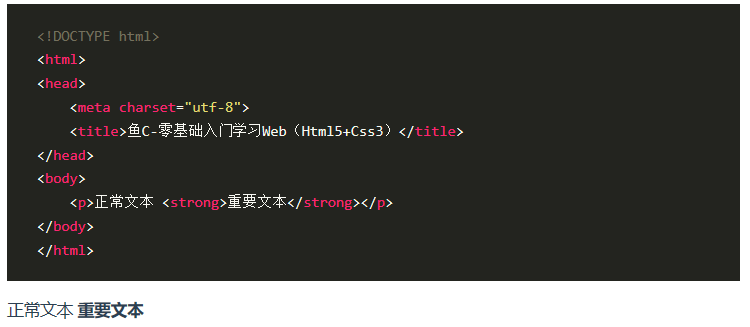 <!DOCTYPE html>
<html>
<head>
    <meta charset="utf-8">
    <title>鱼C-零基础入门学习Web（Html5+Css3）</title>
</head>
<body>
    <p>正常文本 <strong>重要文本</strong></p>
</body>
</html>
正常文本 重要文本